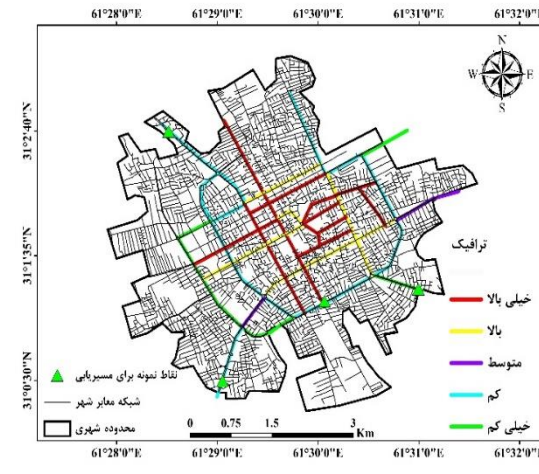 61°28'0"E 61°29'0"E 61°30'0"E 61°31'0"E 61°32'0"E
N
W E
S
31°2'40"N
31°1'35"N
31°0'30"N
ترافیک
خیلی بالا
بالا
متوسط
کم
خیلی کم
نقاط نمونه برای مسیریابی
شبکه معابر شهر
محدوده شهری
0 0.75 1.5 3
Km
61°28'0"E 61°29'0"E 61°30'0"E 61°31'0"E 61°32'0"E